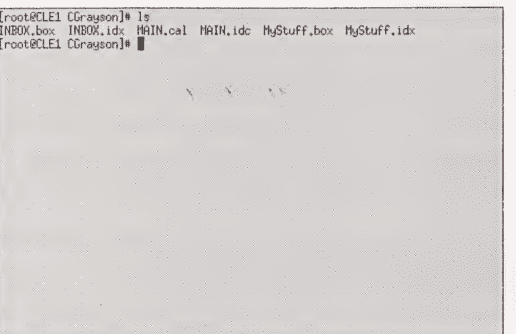 [root@CLE1 CGrayson]# ls
INBOX.box INBOX.idx MAIN.cal MAIN.idc MyStuff.box MyStuff.idx
[root@CLE1 CGrayson]#